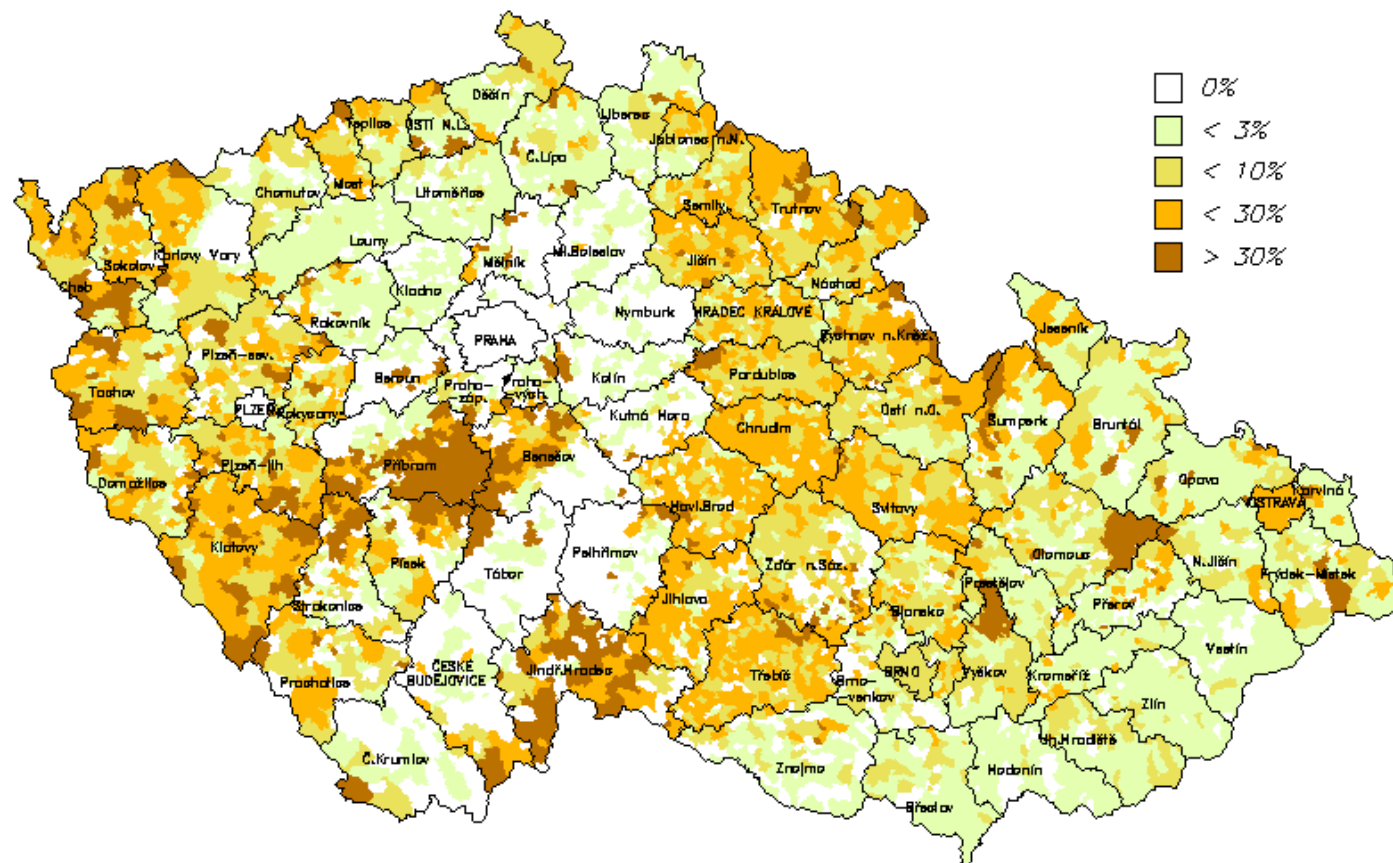 0%
< 3%
< 10%
< 30%
> 30%
Děčín
Teplice
ÚSTÍ N.L.
Liberec
Jablonec n.N.
Č.Lípa
Chomutov
Most
Litoměřice
Semily
Trutnov
Louny
Karlovy Vary
Sokolov
Mělník
Ml.Boleslav
Jičín
Cheb
Kladno
Náchod
Rakovník
Nymburk
HRADEC KRÁLOVÉ
Rychnov n.Kněž.
Jeseník
PRAHA
Plzeň-sev.
Beroun
Praha-
záp.
Praha-
vých.
Kolín
Pardubice
Tachov
PLZEŇ
Rokycany
Kutná Hora
Ústí n.O.
Šumperk
Bruntál
Chrudim
Benešov
Příbram
Plzeň-jih
Domažlice
Opava
Karviná
OSTRAVA
Havl.Brod
Svitavy
Klatovy
Olomouc
Pelhřimov
Písek
Žďár n.Sáz.
N.Jičín
Frýdek-Místek
Tábor
Prostějov
Jihlava
Strakonice
Blansko
Přerov
Vsetín
ČESKÉ
BUDĚJOVICE
Jindř.Hradec
Třebíč
BRNO
Brno-
venkov
Vyškov
Kroměříž
Prachatice
Zlín
Uh.Hradiště
Č.Krumlov
Znojmo
Hodonín
Břeclav